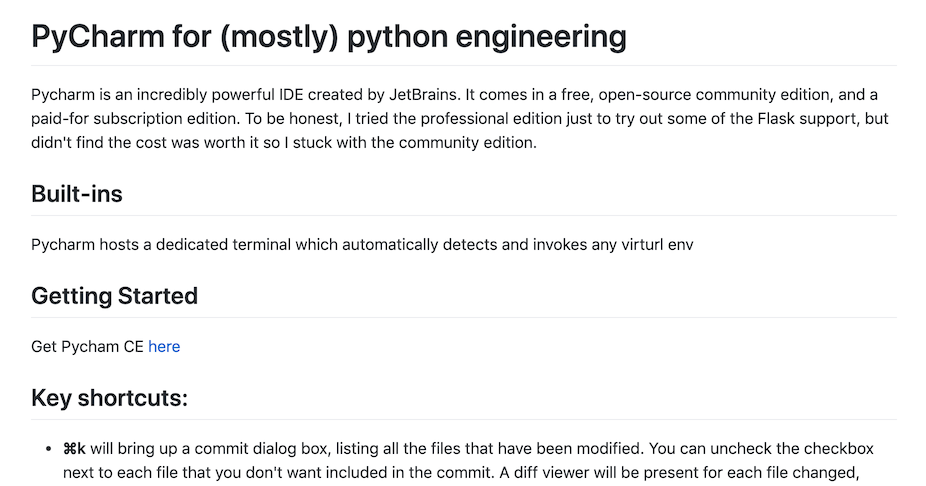 PyCharm for (mostly) python engineering
Pycharm is an incredibly powerful IDE created by JetBrains. It comes in a free, open-source community edition, and a
paid-for subscription edition. To be honest, I tried the professional edition just to try out some of the Flask support, but
didn't find the cost was worth it so I stuck with the community edition.
Built-ins
Pycharm hosts a dedicated terminal which automatically detects and invokes any virturl env
Getting Started
Get Pycham CE here
Key shortcuts:
• ⌘k will bring up a commit dialog box, listing all the files that have been modified. You can uncheck the checkbox
next to each file that you don't want included in the commit. A diff viewer will be present for each file changed,